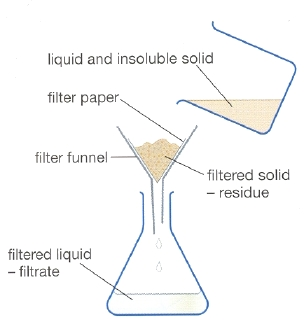 liquid and insoluble solid
filter paper
filter funnel
filtered solid
– residue
filtered liquid
– filtrate